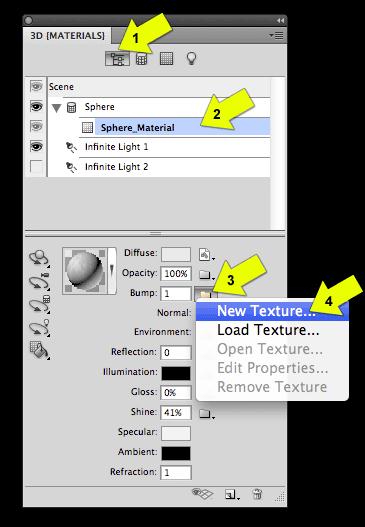 3D [MATERIALS]
1
Scene
Sphere
2
Sphere_Material
Infinite Light 1
Infinite Light 2
Diffuse:
Opacity: 100%
3
Bump: 1
4
Normal:
New Texture...
Environment:
Load Texture...
Open Texture...
Reflection: 0
Edit Properties...
Illumination:
Remove Texture
Gloss: 0%
Shine: 41%
Specular:
Ambient:
Refraction: 1